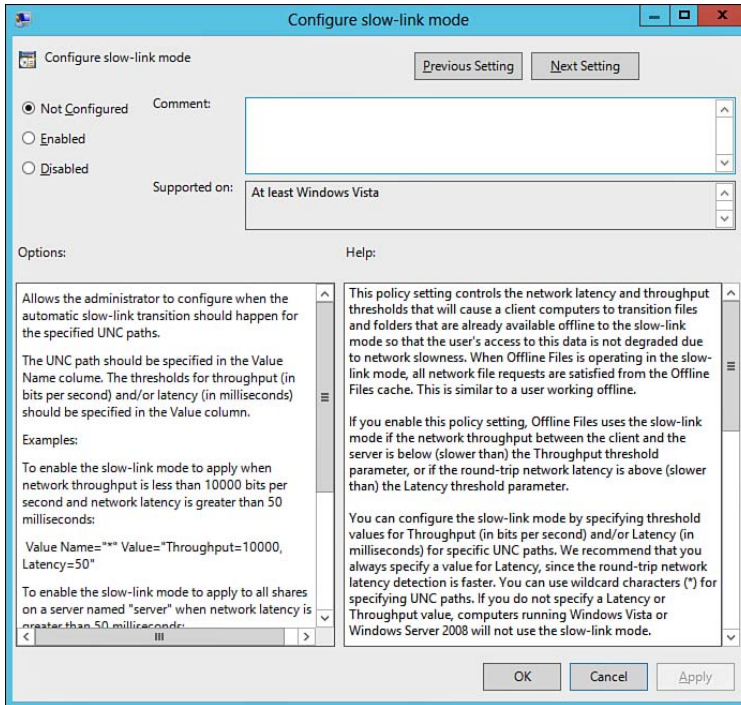 Configure slow-link mode
Configure slow-link mode
Previous Setting
Next Setting
Not Configured
Comment:
Enabled
Disabled
Supported on:
At least Windows Vista
Options:
Help:
Allows the administrator to configure when the
automatic slow-link transition should happen for
the specified UNC paths.
The UNC path should be specified in the Value
Name colume. The thresholds for throughput (in
bits per second) and/or latency (in milliseconds)
should be specified in the Value column.
Examples:
To enable the slow-link mode to apply when
network throughput is less than 10000 bits per
second and network latency is greater than 50
milliseconds:
Value Name="*" Value="Throughput=10000,
Latency=50"
To enable the slow-link mode to apply to all shares
on a server named "server" when network latency is
greater than 50 milliseconds:
This policy setting controls the network latency and throughput
thresholds that will cause a client computers to transition files
and folders that are already available offline to the slow-link
mode so that the user's access to this data is not degraded due
to network slowness. When Offline Files is operating in the slow-
link mode, all network file requests are satisfied from the Offline
Files cache. This is similar to a user working offline.
If you enable this policy setting, Offline Files uses the slow-link
mode if the network throughput between the client and the
server is below (slower than) the Throughput threshold
parameter, or if the round-trip network latency is above (slower
than) the Latency threshold parameter.
You can configure the slow-link mode by specifying threshold
values for Throughput (in bits per second) and/or Latency (in
milliseconds) for specific UNC paths. We recommend that you
always specify a value for Latency, since the round-trip network
latency detection is faster. You can use wildcard characters (*) for
specifying UNC paths. If you do not specify a Latency or
Throughput value, computers running Windows Vista or
Windows Server 2008 will not use the slow-link mode.
OK
Cancel
Apply